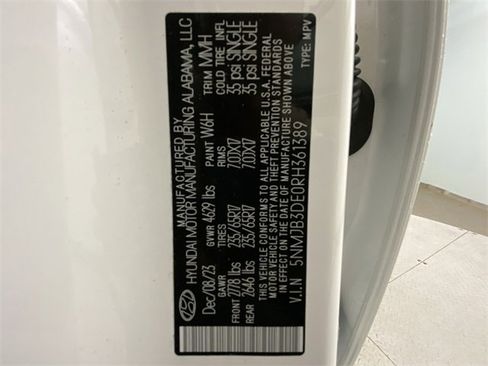 MANUFACTURED BY
HYUNDAI MOTOR MANUFACTURING ALABAMA, LLC
Dec/08/23 GVWR 4629 lbs PAINT W6H TRIM MMH
GAWR TIRES RIMS COLD TIRE INFL
FRONT 2778 lbs 235/65R17 7.0JX17 35 psi SINGLE
REAR 2646 lbs 235/65R17 7.0JX17 35 psi SINGLE
THIS VEHICLE CONFORMS TO ALL APPLICABLE U.S.A. FEDERAL
MOTOR VEHICLE SAFETY AND THEFT PREVENTION STANDARDS
IN EFFECT ON THE DATE OF MANUFACTURE SHOWN ABOVE
V.I.N 5NMJB3DE0RH361389 TYPE: MPV